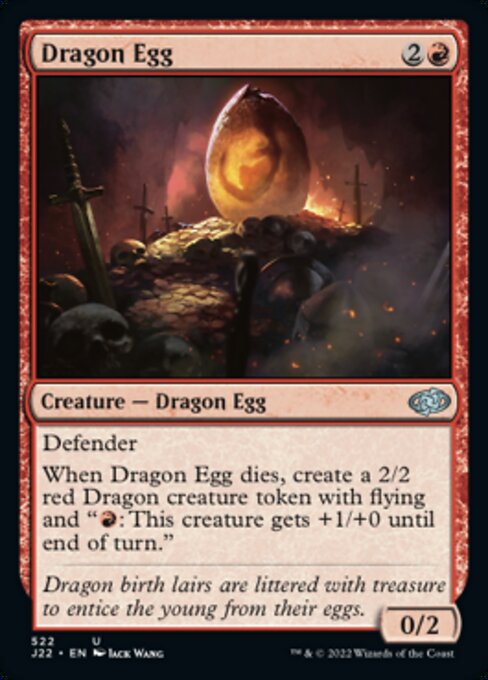 Dragon Egg 2
Creature — Dragon Egg
Defender
When Dragon Egg dies, create a 2/2
red Dragon creature token with flying
and “: This creature gets +1/+0 until
end of turn.”
Dragon birth lairs are littered with treasure
to entice the young from their eggs.
0/2
522 U
J22 • EN Jack Wang
™ & © 2022 Wizards of the Coast